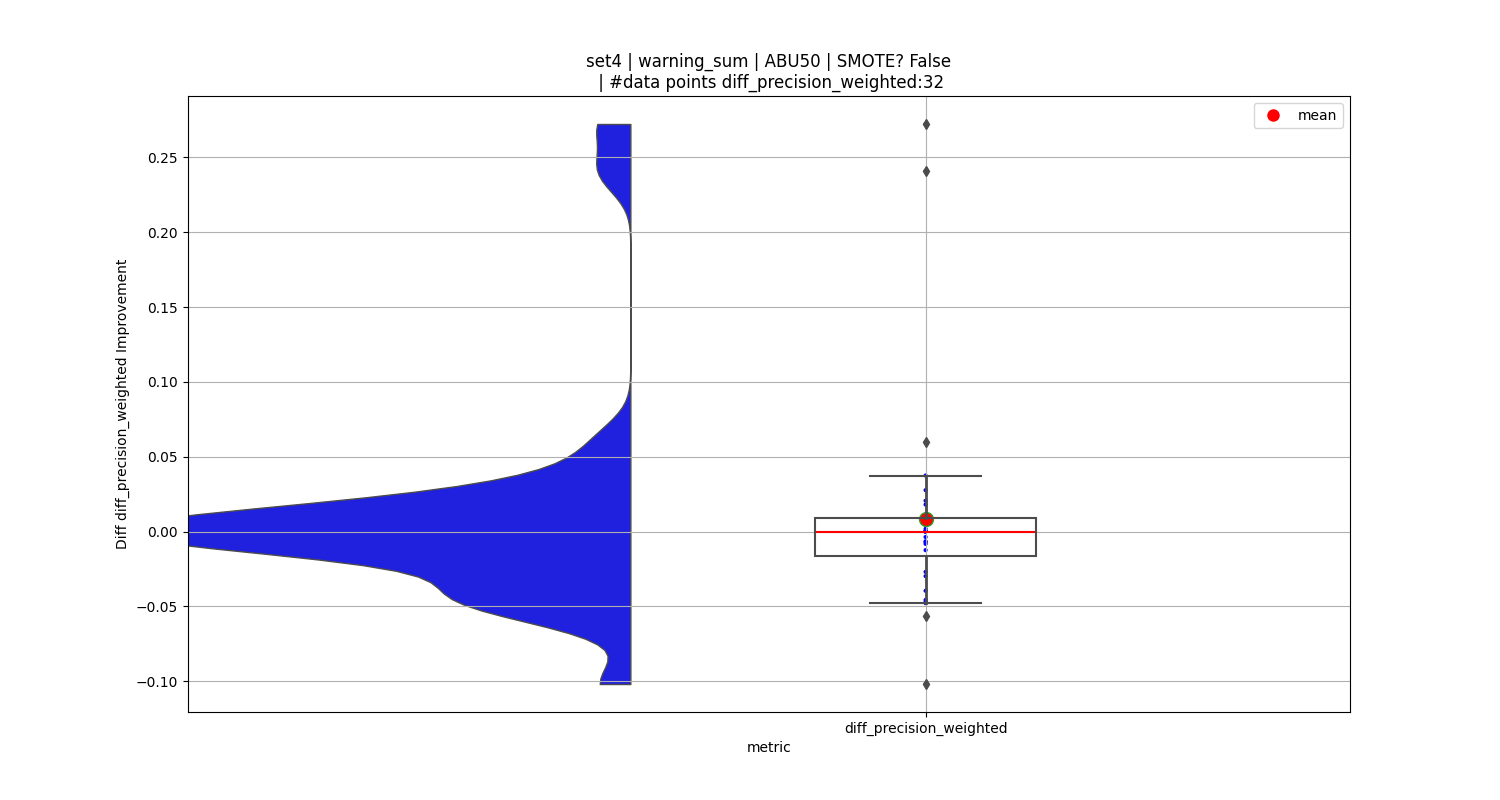 set4 | warning_sum | ABU50 | SMOTE? False
| #data points diff_precision_weighted:32
mean
0.25
0.20
0.15
0.10
0.05
0.00
−0.05
−0.10
Diff diff_precision_weighted Improvement
diff_precision_weighted
metric